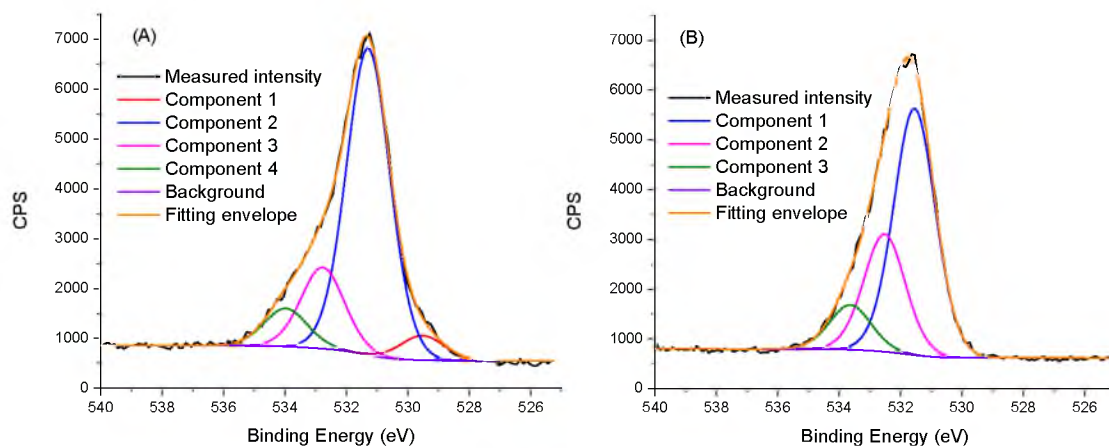 (A)
7000
6000
5000
4000
3000
2000
1000
0
CPS
Measured intensity
Component 1
Component 2
Component 3
Component 4
Background
Fitting envelope
540 538 536 534 532 530 528 526
Binding Energy (eV)
(B)
7000
6000
5000
4000
3000
2000
1000
0
CPS
Measured intensity
Component 1
Component 2
Component 3
Background
Fitting envelope
540 538 536 534 532 530 528 526
Binding Energy (eV)